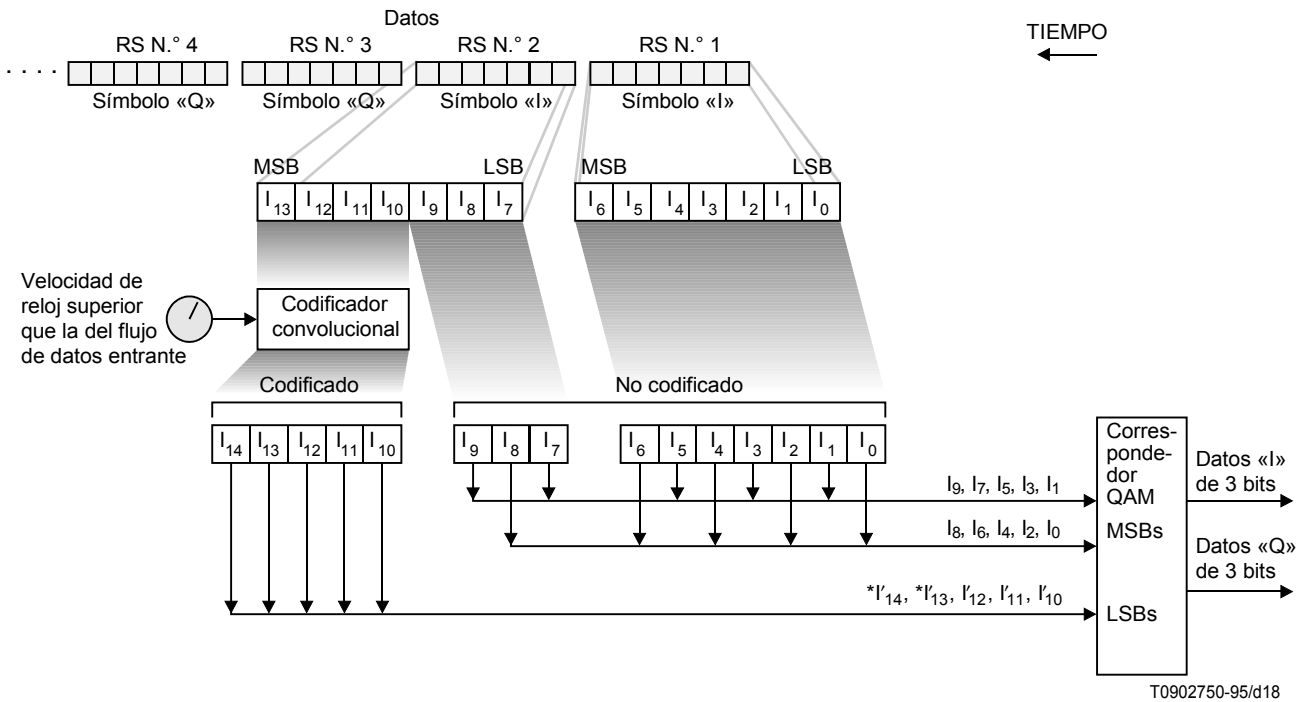 Datos
TIEMPO
RS N.° 4 RS N.° 3 RS N.° 2 RS N.° 1
. . . .
Símbolo «Q» Símbolo «Q» Símbolo «I» Símbolo «I»
MSB LSB MSB LSB
I13 I12 I11 I10 I9 I8 I7 I6 I5 I4 I3 I2 I1 I0
Velocidad de
reloj superior
que la del flujo
de datos entrante
Codificador
convolucional
Codificado No codificado
I14 I13 I12 I11 I10 I9 I8 I7 I6 I5 I4 I3 I2 I1 I0
I9, I7, I5, I3, I1
I8, I6, I4, I2, I0
*I′14, *I′13, I′12, I′11, I′10
Corres-
ponde-
dor
QAM
MSBs
LSBs
Datos «I»
de 3 bits
Datos «Q»
de 3 bits
T0902750-95/d18